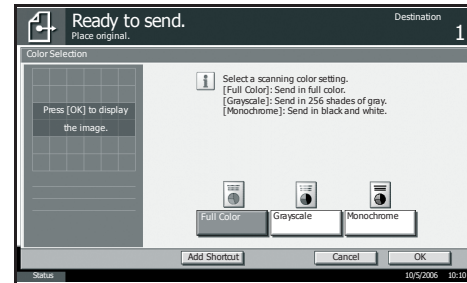 Ready to send.
Destination
Place original.
1
Color Selection
Select a scanning color setting.
[Full Color]: Send in full color.
[Grayscale]: Send in 256 shades of gray.
[Monochrome]: Send in black and white.
Press [OK] to display
the image.
Full Color
Grayscale
Monochrome
Add Shortcut
Cancel
OK
Status
10/5/2006 10:10